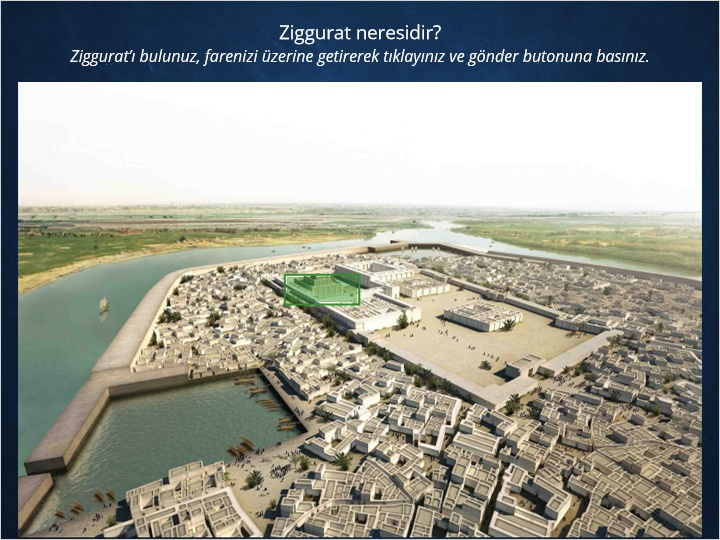 Ziggurat neresidir?
Ziggurat’ı bulunuz, farenizi üzerine getirerek tıklayınız ve gönder butonuna basınız.